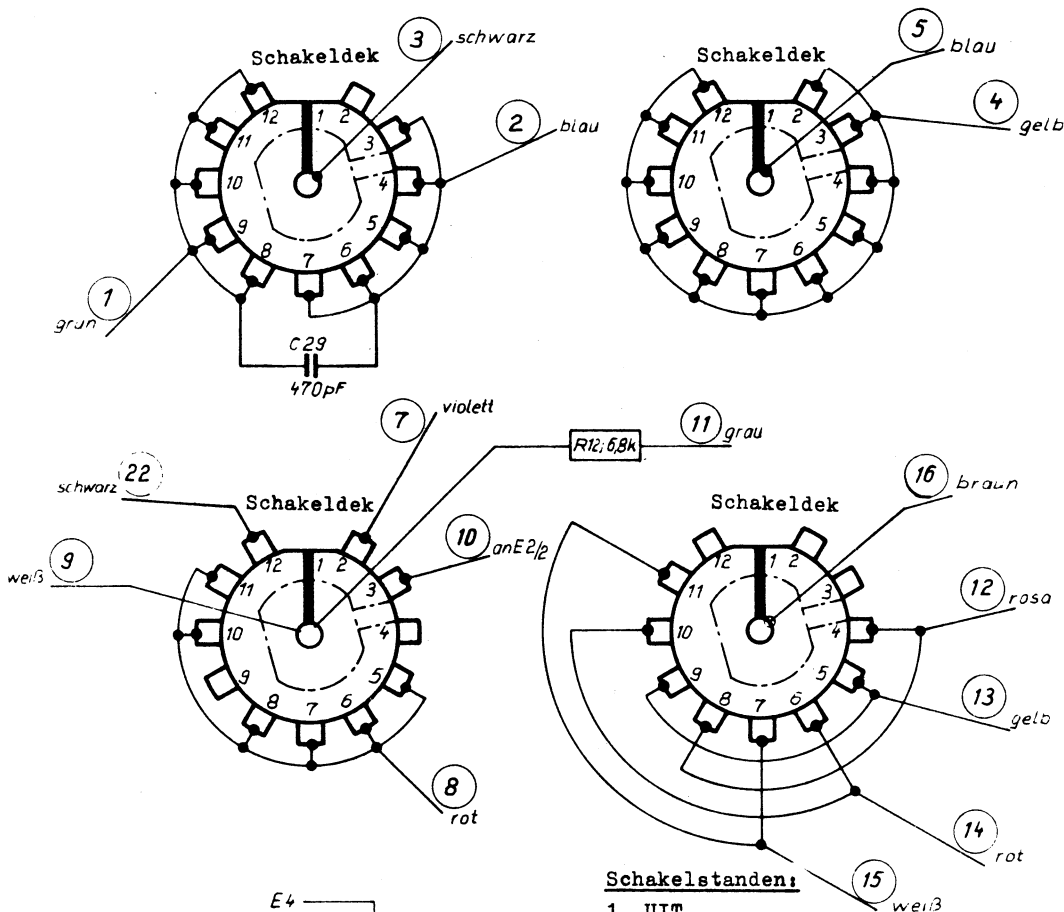 3 schwarz
Schakeldek
1 2 3 4 5 6 7 8 9 10 11 12
2 blau
1 grün
C29
470pF
5 blau
Schakeldek
4 gelb
1 2 3 4 5 6 7 8 9 10 11 12
7 violett
11 grau
R12; 6,8k
schwarz 22
Schakeldek
10 anE2/2
weiß 9
1 2 3 4 5 6 7 8 9 10 11 12
8 rot
16 braun
Schakeldek
1 2 3 4 5 6 7 8 9 10 11 12
12 rosa
13 gelb
14 rot
15 weiß
E4
Schakelstanden:
1 UIT